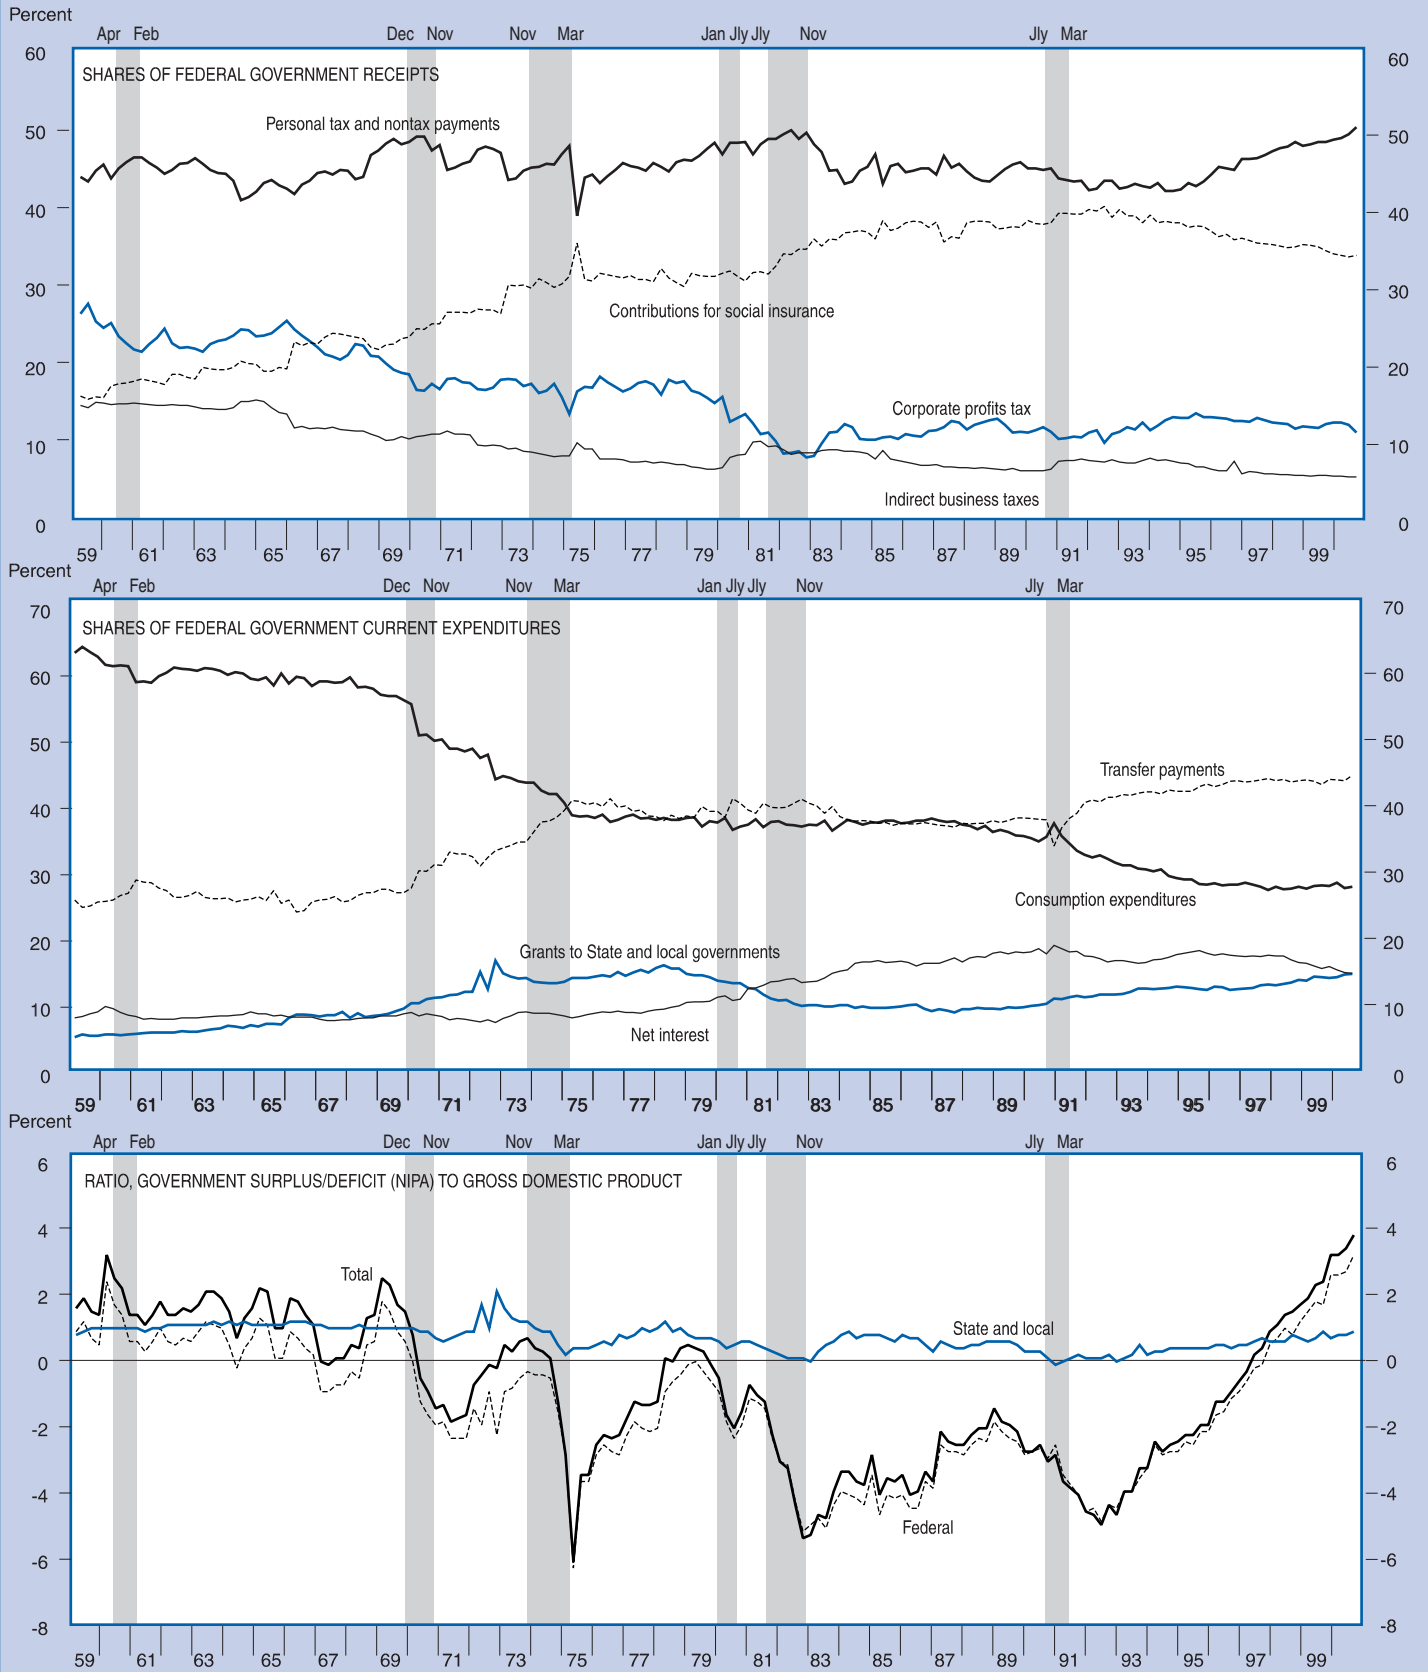 Percent
Apr Feb Dec Nov Nov Mar Jan Jly Jly Nov Jly Mar
60 60
SHARES OF FEDERAL GOVERNMENT RECEIPTS
Personal tax and nontax payments
50 50
40 40
30 30
Contributions for social insurance
20 20
Corporate profits tax
10 10
Indirect business taxes
0 0
59 61 63 65 67 69 71 73 75 77 79 81 83 85 87 89 91 93 95 97 99
Percent
Apr Feb Dec Nov Nov Mar Jan Jly Jly Nov Jly Mar
70 70
SHARES OF FEDERAL GOVERNMENT CURRENT EXPENDITURES
60 60
50 50
Transfer payments
40 40
30 30
Consumption expenditures
20 20
Grants to State and local governments
10 10
Net interest
0 0
59 61 63 65 67 69 71 73 75 77 79 81 83 85 87 89 91 93 95 97 99
Percent
Apr Feb Dec Nov Nov Mar Jan Jly Jly Nov Jly Mar
6 6
RATIO, GOVERNMENT SURPLUS/DEFICIT (NIPA) TO GROSS DOMESTIC PRODUCT
4 4
Total
2 2
State and local
0 0
-2 -2
-4 -4
Federal
-6 -6
-8 -8
59 61 63 65 67 69 71 73 75 77 79 81 83 85 87 89 91 93 95 97 99